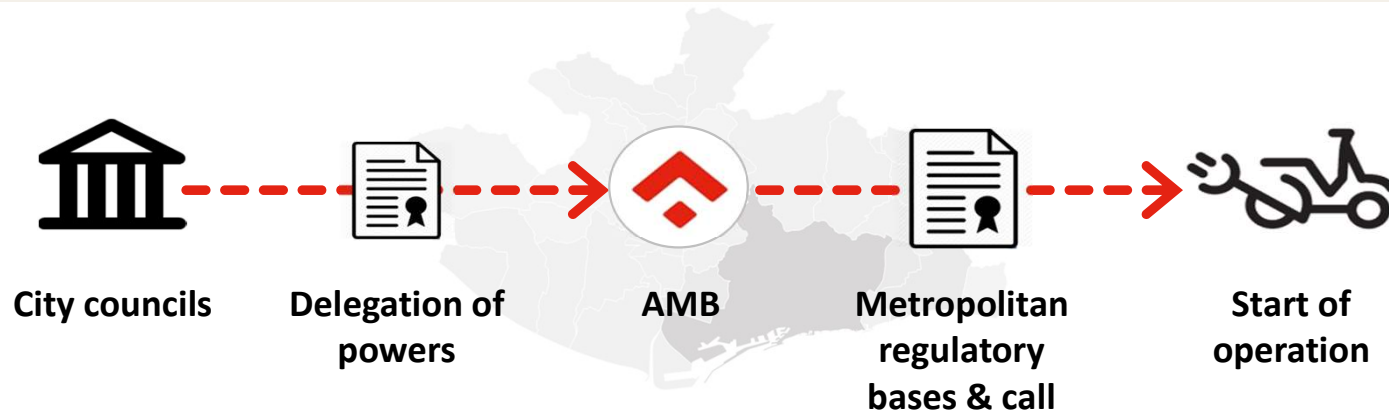 City councils
Delegation of
powers
AMB
Metropolitan
regulatory
bases & call
Start of
operation